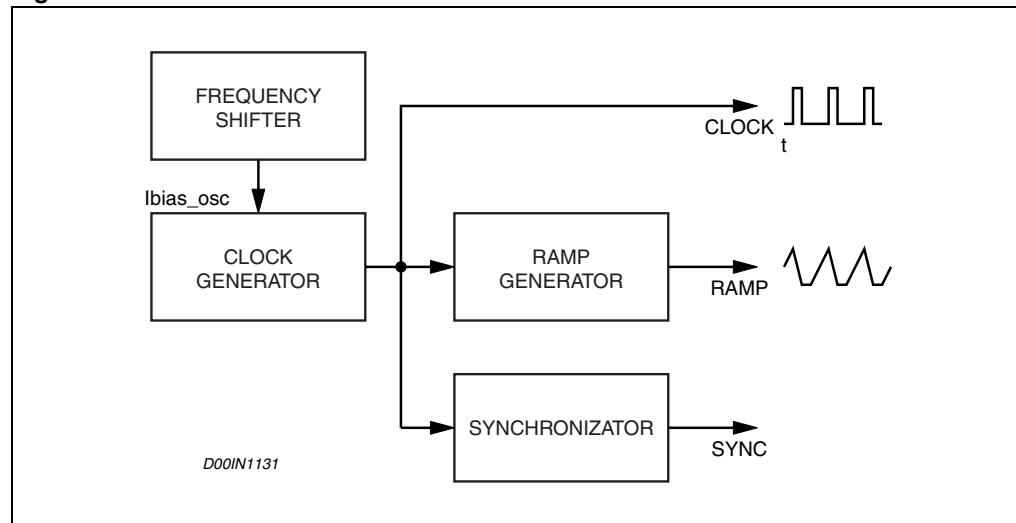 FREQUENCY
SHIFTER
CLOCK
t
Ibias_osc
CLOCK
GENERATOR
RAMP
GENERATOR
RAMP
SYNCHRONIZATOR
SYNC
D00IN1131